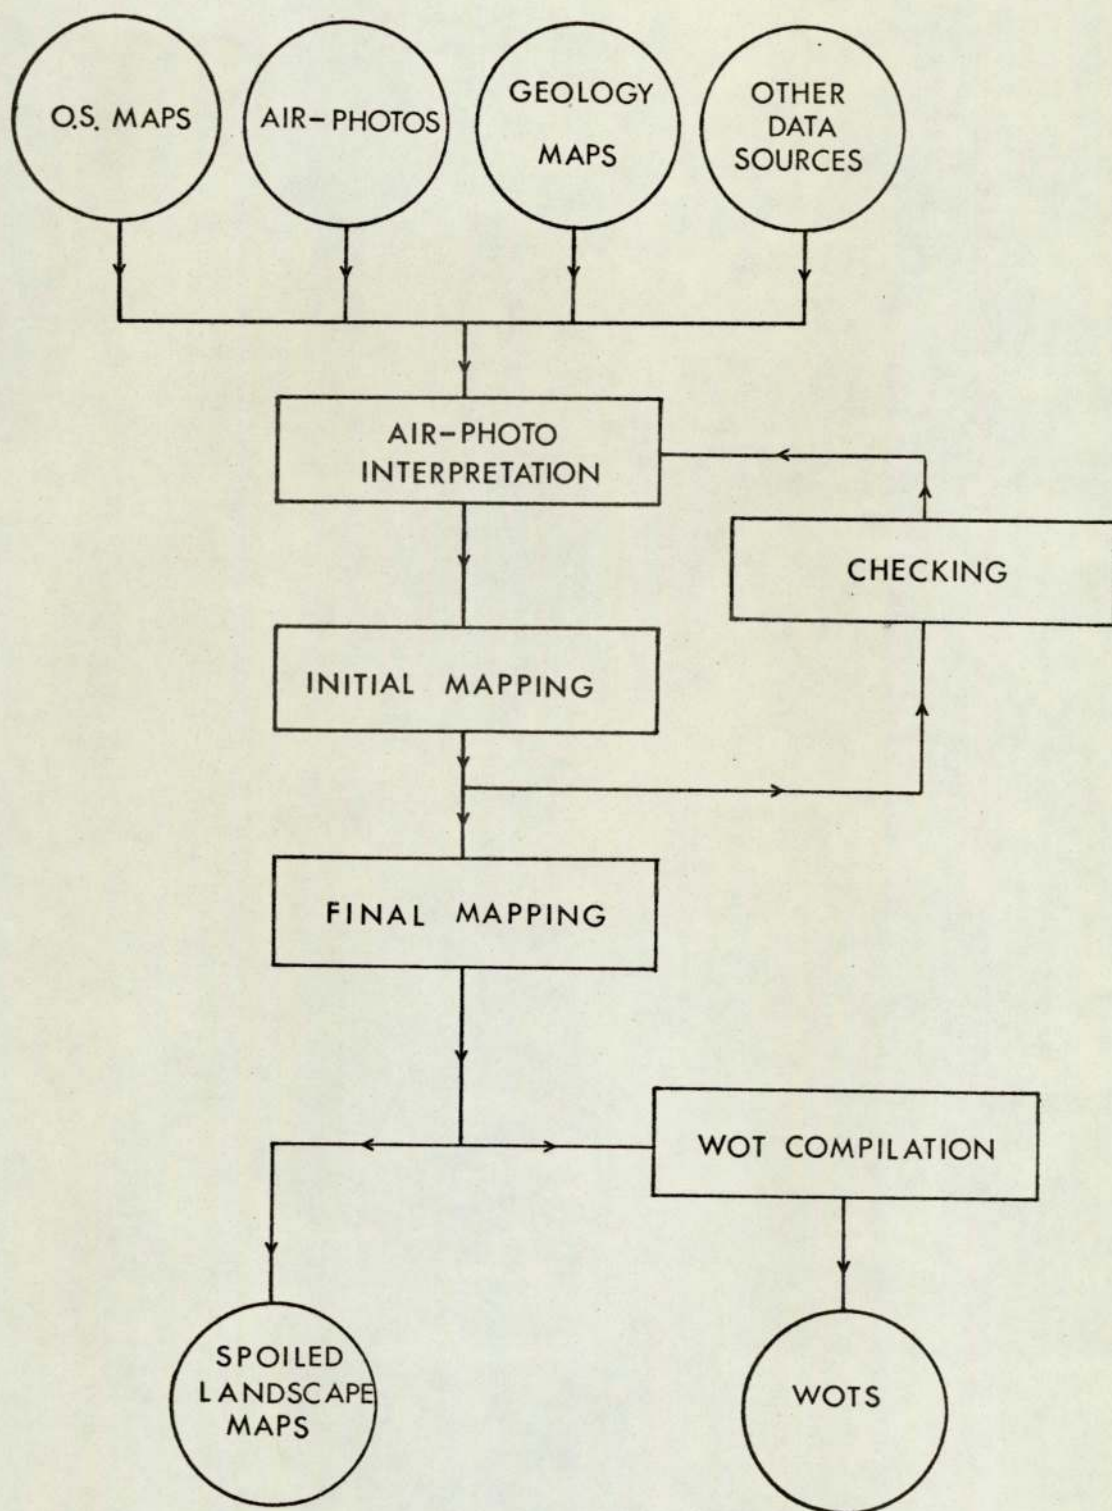 O.S. MAPS
AIR-PHOTOS
GEOLOGY
MAPS
OTHER
DATA
SOURCES
AIR-PHOTO
INTERPRETATION
CHECKING
INITIAL MAPPING
FINAL MAPPING
WOT COMPILATION
SPOILED
LANDSCAPE
MAPS
WOTS